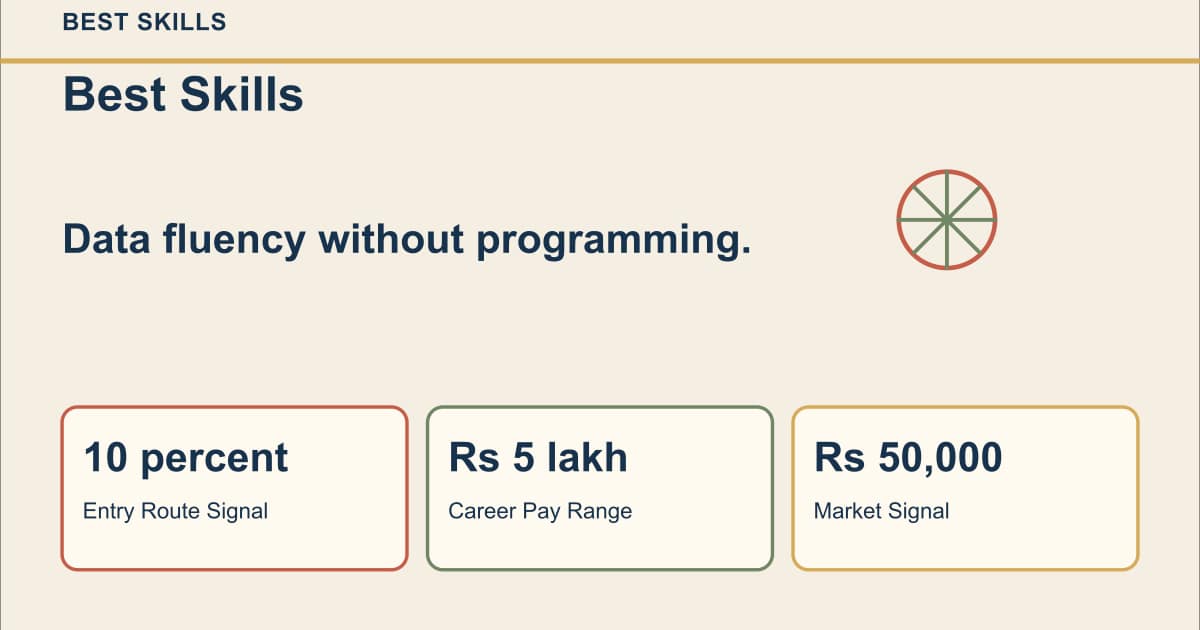 BEST SKILLS
Best Skills
Data fluency without programming.
10 percent
Entry Route Signal
Rs 5 lakh
Career Pay Range
Rs 50,000
Market Signal